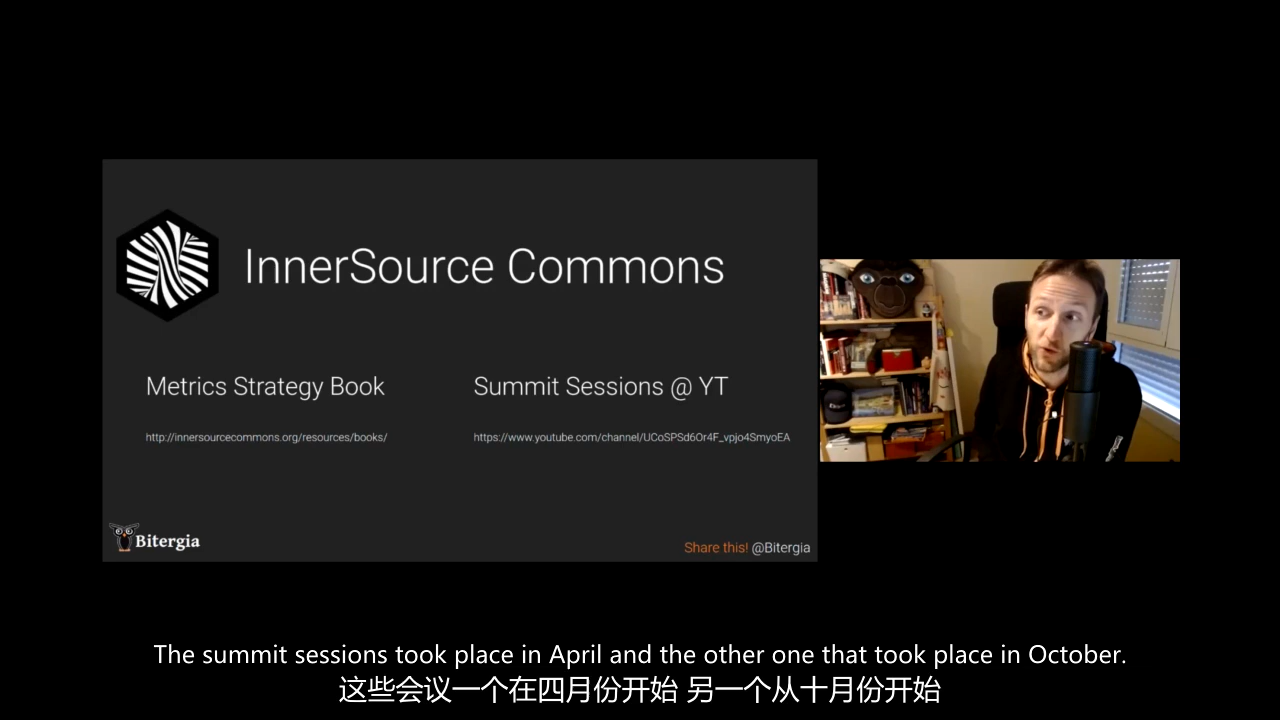 InnerSource Commons
Metrics Strategy Book
Summit Sessions @ YT
http://innersourcecommons.org/resources/books/
https://www.youtube.com/channel/UCoSPSd6Or4F_vpjo4SmyoEA
Bitergia
Share this! @Bitergia
The summit sessions took place in April and the other one that took place in October.
这些会议一个在四月份开始 另一个从十月份开始